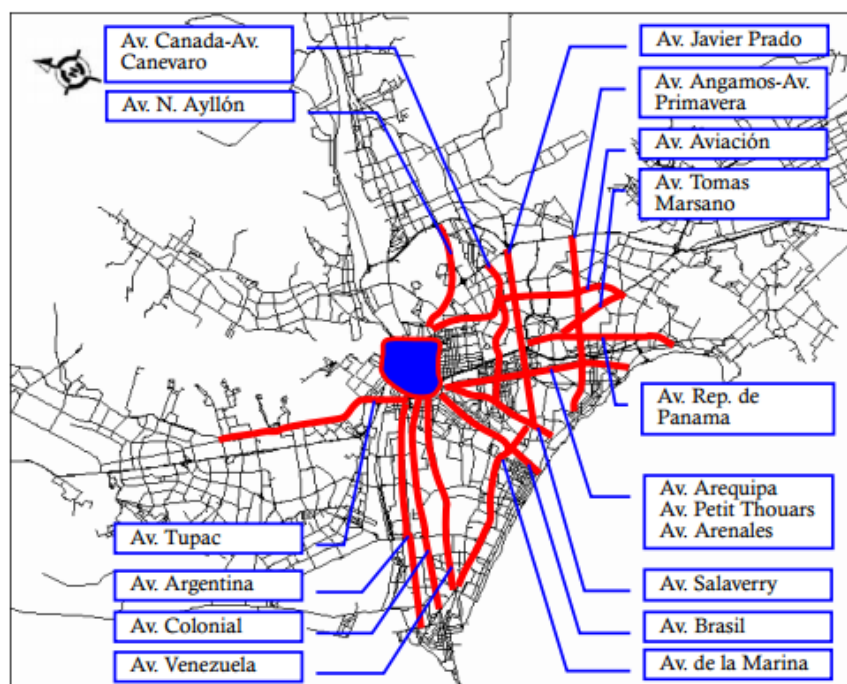 Av. Canada-Av.
Canevaro
Av. N. Ayllón
Av. Javier Prado
Av. Angamos-Av.
Primavera
Av. Aviación
Av. Tomas
Marsano
Av. Rep. de
Panama
Av. Arequipa
Av. Petit Thouars
Av. Arenales
Av. Tupac
Av. Argentina
Av. Colonial
Av. Venezuela
Av. Salaverry
Av. Brasil
Av. de la Marina